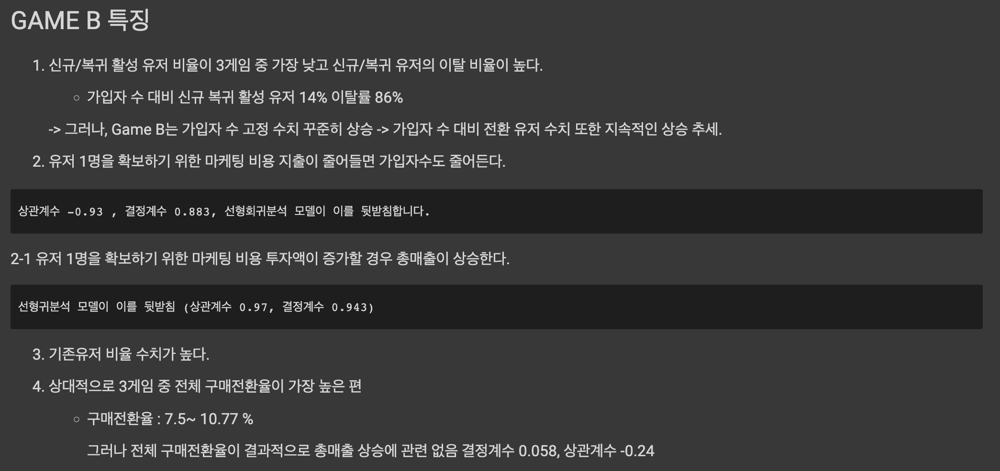 GAME B 특징
1. 신규/복귀 활성 유저 비율이 3게임 중 가장 낮고 신규/복귀 유저의 이탈 비율이 높다.
○ 가입자 수 대비 신규 복귀 활성 유저 14% 이탈률 86%
-> 그러나, Game B는 가입자 수 고정 수치 꾸준히 상승 -> 가입자 수 대비 전환 유저 수치 또한 지속적인 상승 추세.
2. 유저 1명을 확보하기 위한 마케팅 비용 지출이 줄어들면 가입자수도 줄어든다.
상관계수 -0.93 , 결정계수 0.883, 선형회귀분석 모델이 이를 뒷받침합니다.
2-1 유저 1명을 확보하기 위한 마케팅 비용 투자액이 증가할 경우 총매출이 상승한다.
선형귀분석 모델이 이를 뒷받침 (상관계수 0.97, 결정계수 0.943)
3. 기존유저 비율 수치가 높다.
4. 상대적으로 3게임 중 전체 구매전환율이 가장 높은 편
○ 구매전환율 : 7.5~ 10.77 %
그러나 전체 구매전환율이 결과적으로 총매출 상승에 관련 없음 결정계수 0.058, 상관계수 -0.24